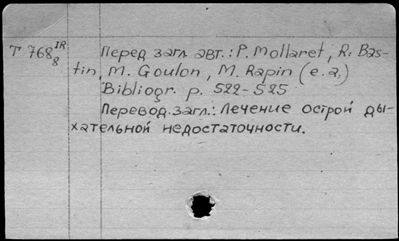 T 768 IR
8
Перед загл. авт.: P. Mollaret, R. Bas-
tin, M. Goulon, M. Rapin (e. a.)
Bibliogr. p. 522-525
Перевод. загл.: Лечение острой ды-
хательной недостаточности.